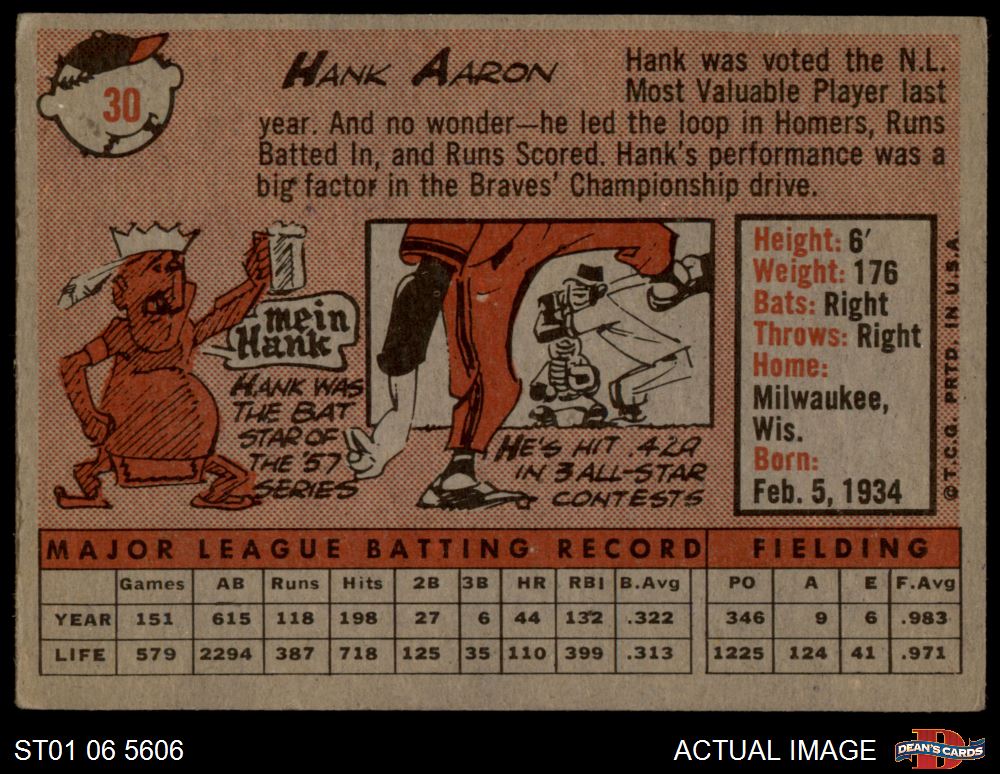 30
HANK AARON
Hank was voted the N.L.
Most Valuable Player last
year. And no wonder—he led the loop in Homers, Runs
Batted In, and Runs Scored. Hank's performance was a
big factor in the Braves' Championship drive.
mein
Hank
HANK WAS
THE BAT
STAR OF
THE '57
SERIES
HE'S HIT .429
IN 3 ALL-STAR
CONTESTS
Height: 6′
Weight: 176
Bats: Right
Throws: Right
Home:
Milwaukee,
Wis.
Born:
Feb. 5, 1934
©T.C.G. PRTD. IN U.S.A.
MAJOR LEAGUE BATTING RECORD FIELDING
Games AB Runs Hits 2B 3B HR RBI B.Avg PO A E F.Avg
YEAR 151 615 118 198 27 6 44 132 .322 346 9 6 .983
LIFE 579 2294 387 718 125 35 110 399 .313 1225 124 41 .971
ST01 06 5606
ACTUAL IMAGE
DEAN'S CARDS